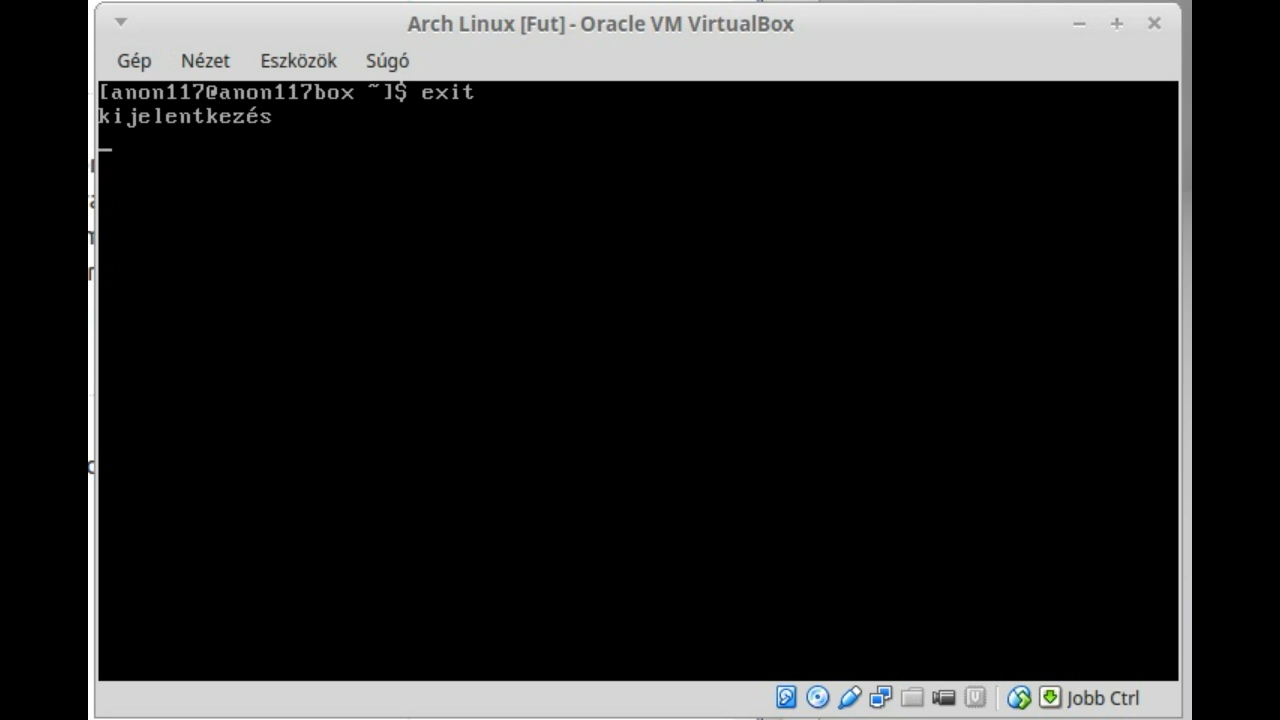 Arch Linux [Fut] - Oracle VM VirtualBox
Gép Nézet Eszközök Súgó
[anon117@anon117box ~]$ exit
kijelentkezés
Jobb Ctrl